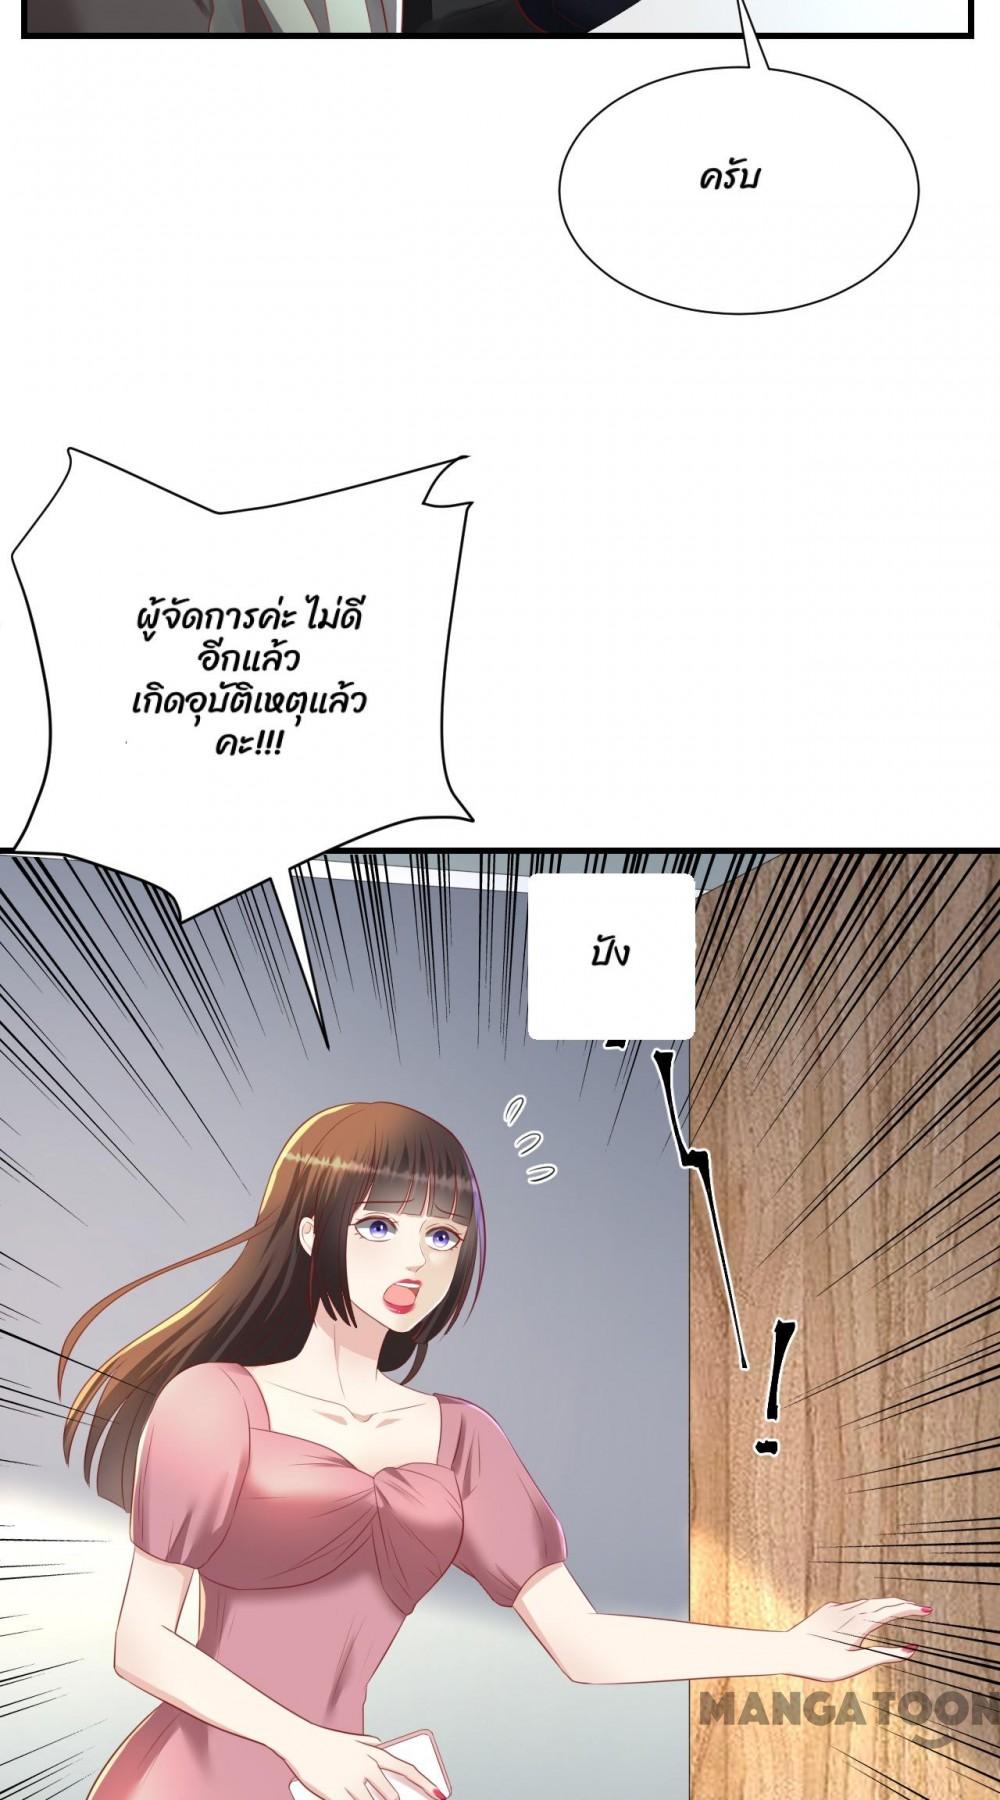 ครับ
ผู้จัดการค่ะ ไม่ดี
อีกแล้ว
เกิดอุบัติเหตุแล้ว
คะ!!!
ปัง
MANGATOON